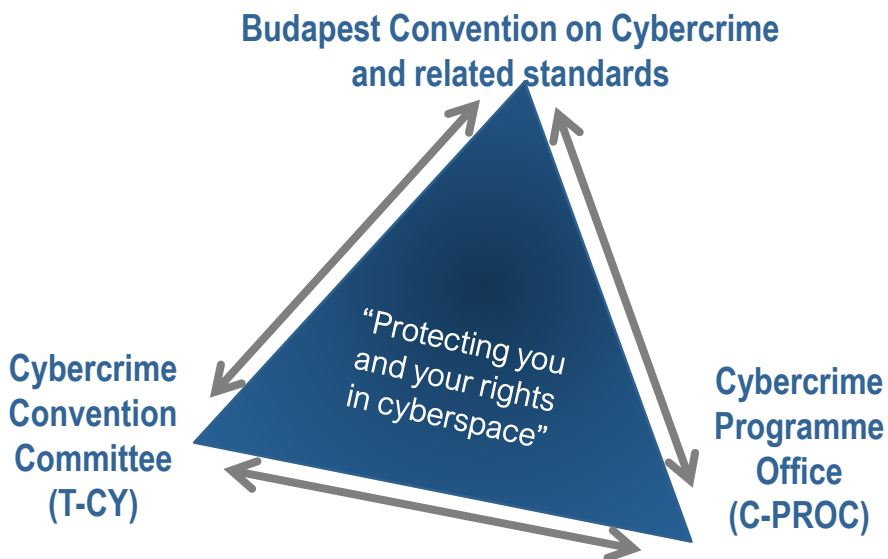 Budapest Convention on Cybercrime
and related standards
“Protecting you
and your rights
in cyberspace”
Cybercrime
Convention
Committee
(T-CY)
Cybercrime
Programme
Office
(C-PROC)